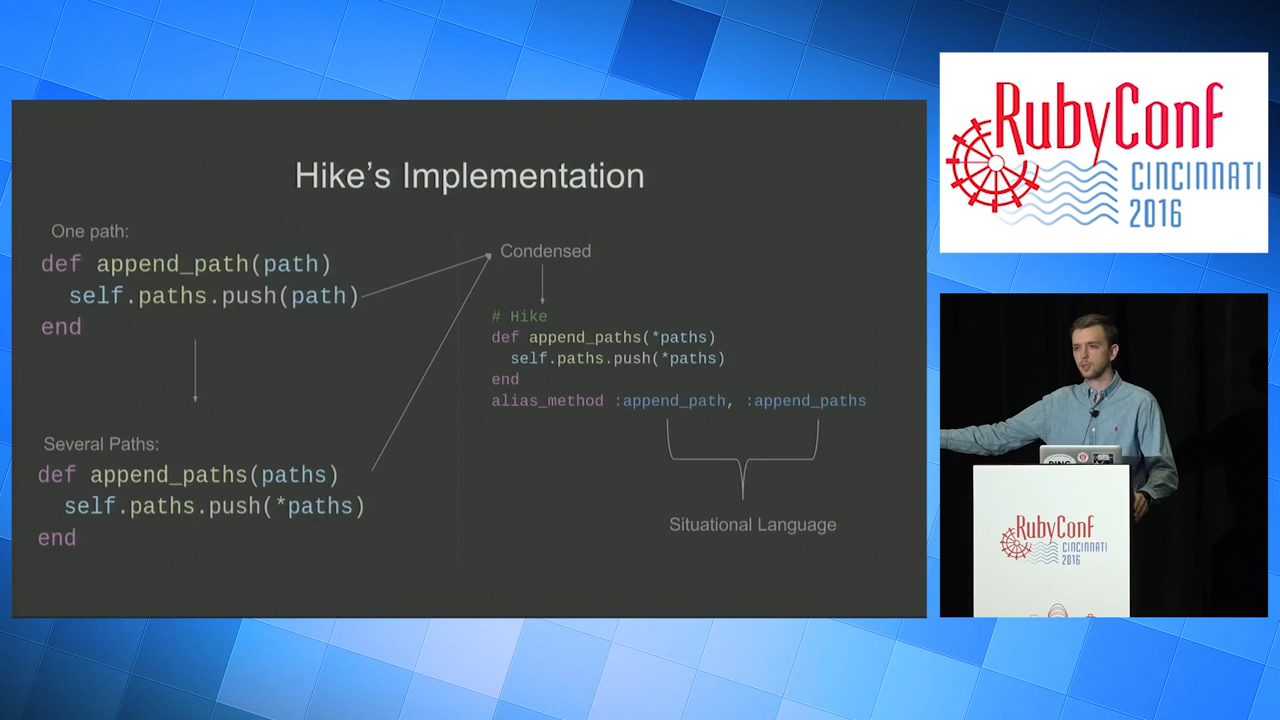 Hike's Implementation
One path:
def append_path(path)
  self.paths.push(path)
end
Several Paths:
def append_paths(paths)
  self.paths.push(*paths)
end
Condensed
# Hike
def append_paths(*paths)
  self.paths.push(*paths)
end
alias_method :append_path, :append_paths
Situational Language
RubyConf
CINCINNATI
2016
RubyConf
CINCINNATI
2016